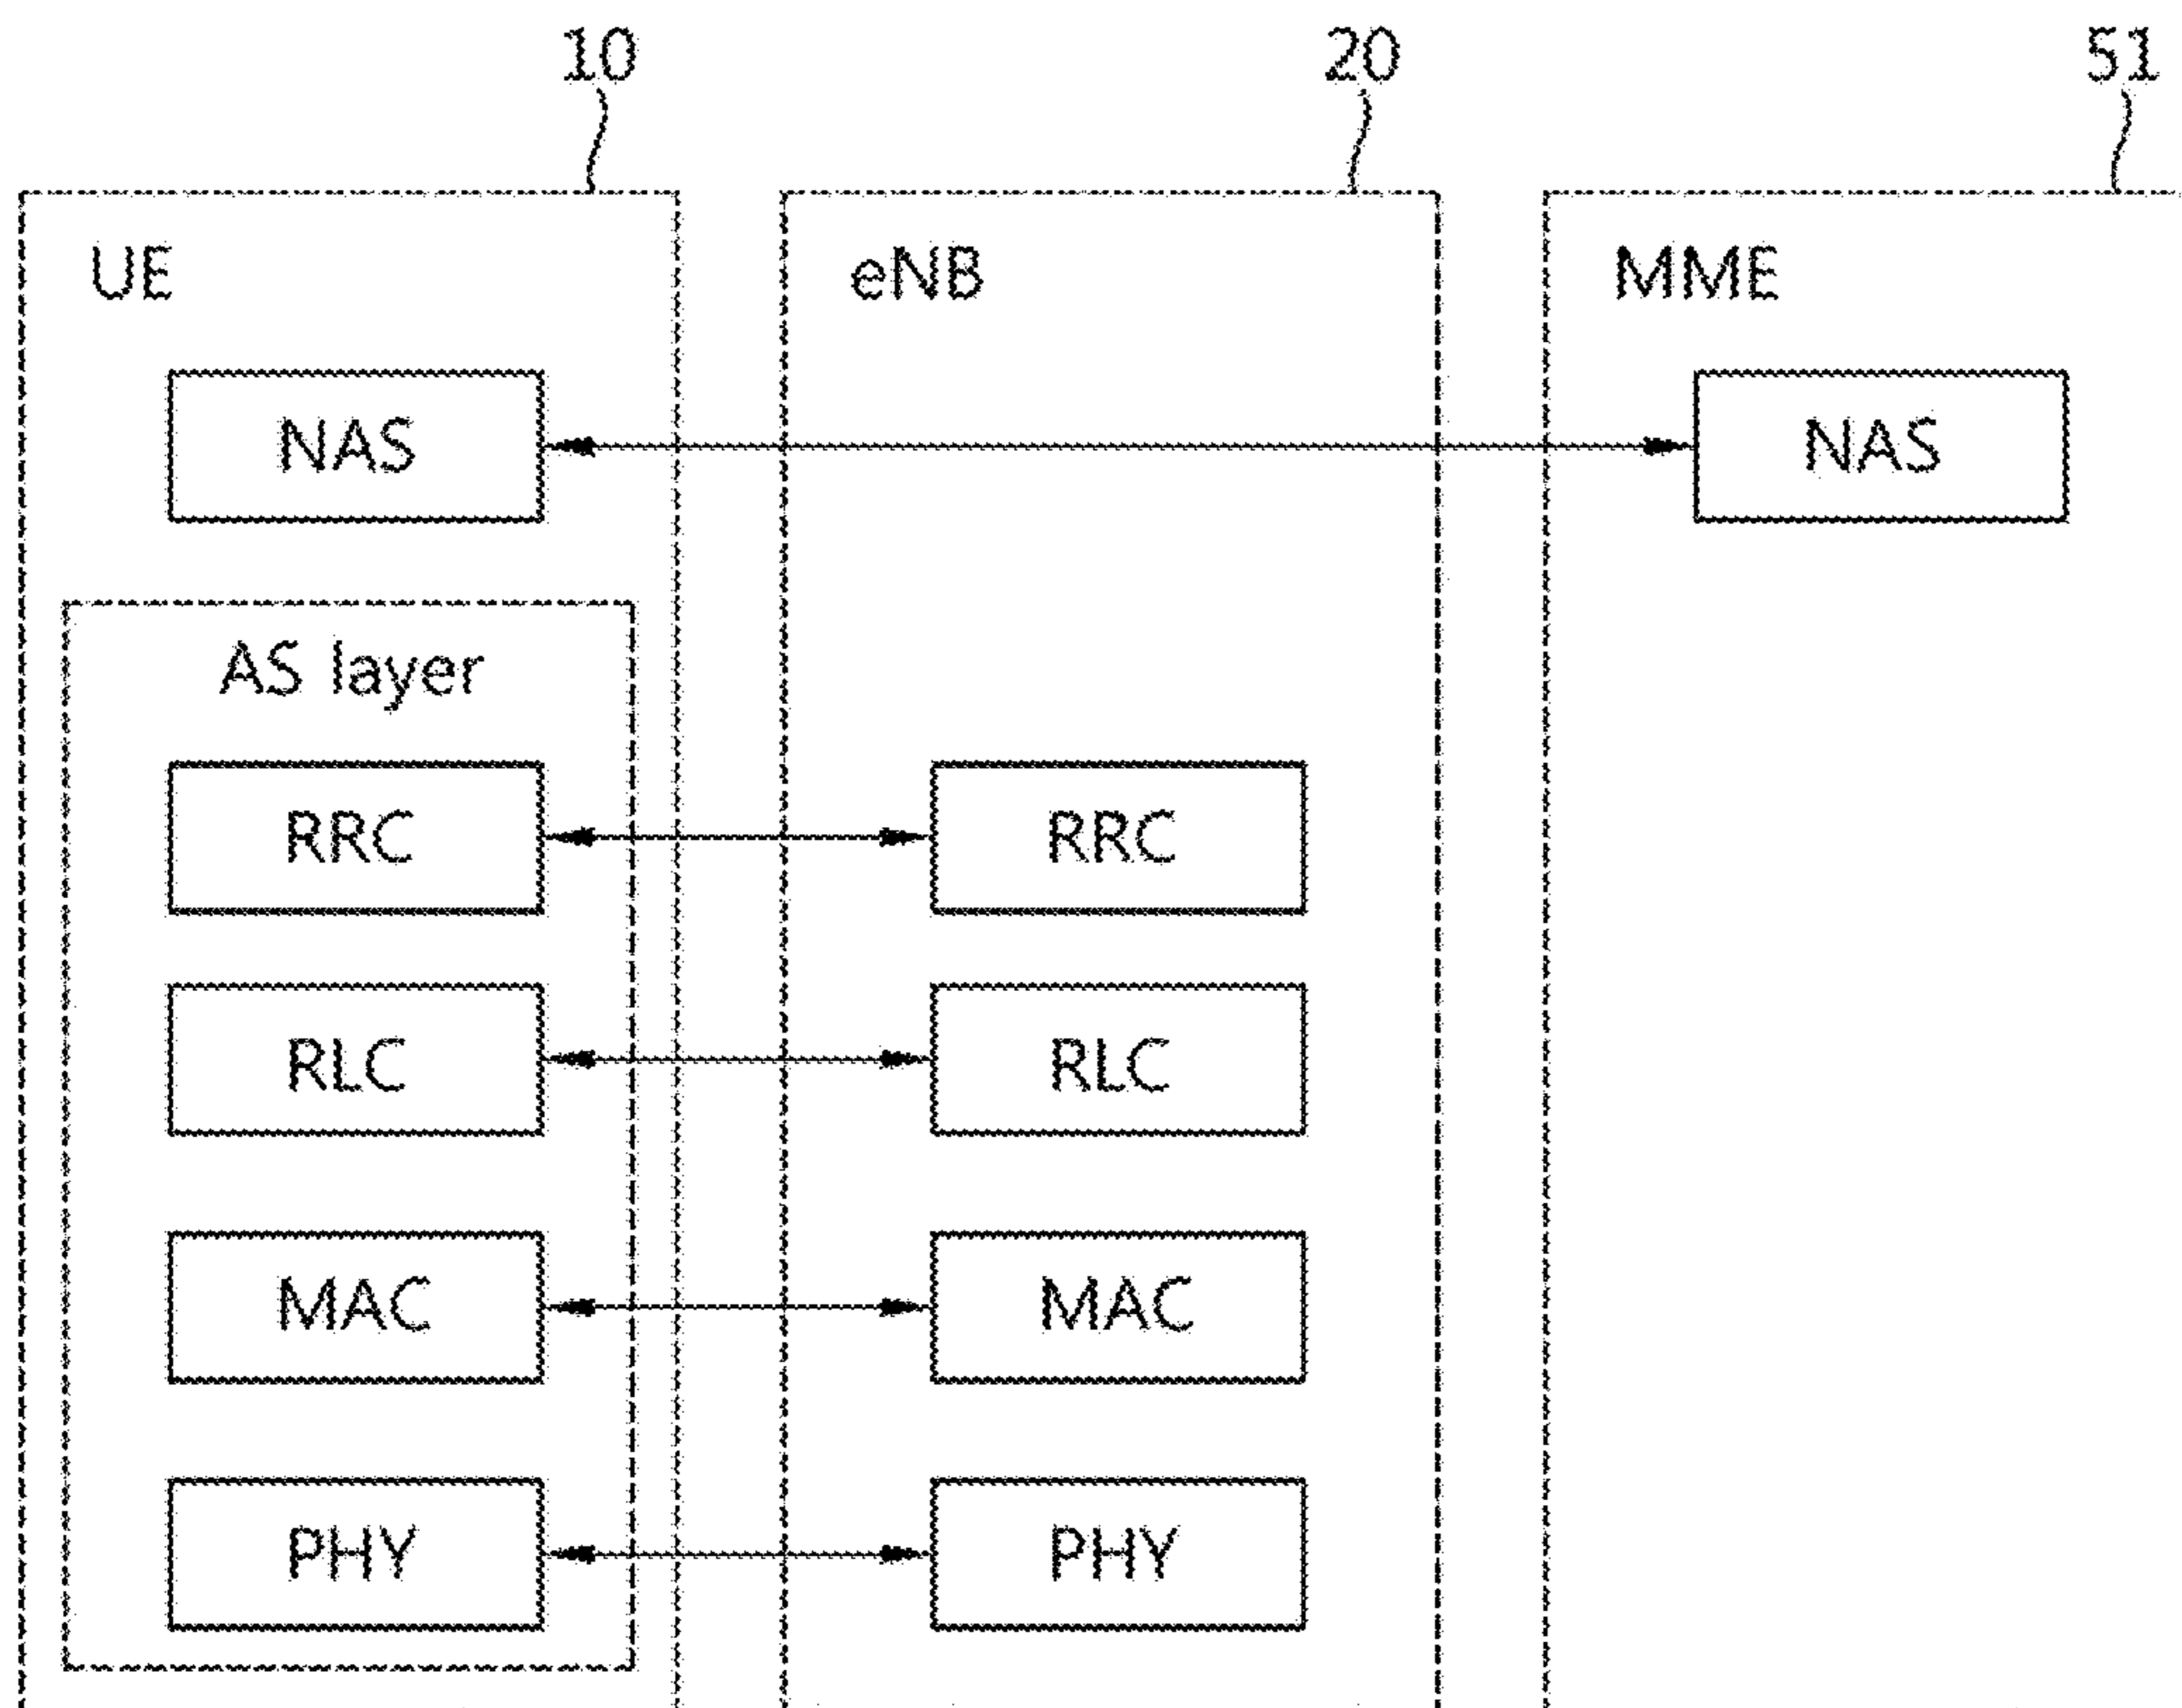 10 20 51
UE eNB MME
NAS NAS
AS layer
RRC RRC
RLC RLC
MAC MAC
PHY PHY